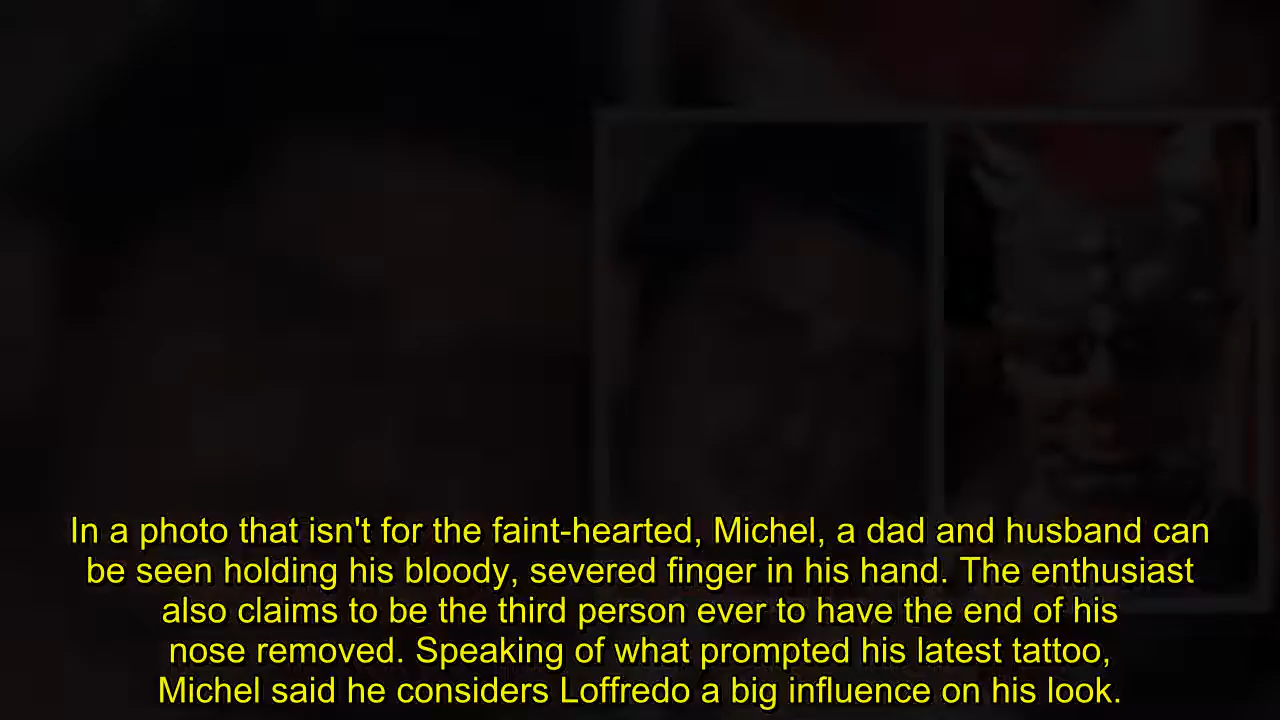 In a photo that isn't for the faint-hearted, Michel, a dad and husband can
be seen holding his bloody, severed finger in his hand. The enthusiast
also claims to be the third person ever to have the end of his
nose removed. Speaking of what prompted his latest tattoo,
Michel said he considers Loffredo a big influence on his look.